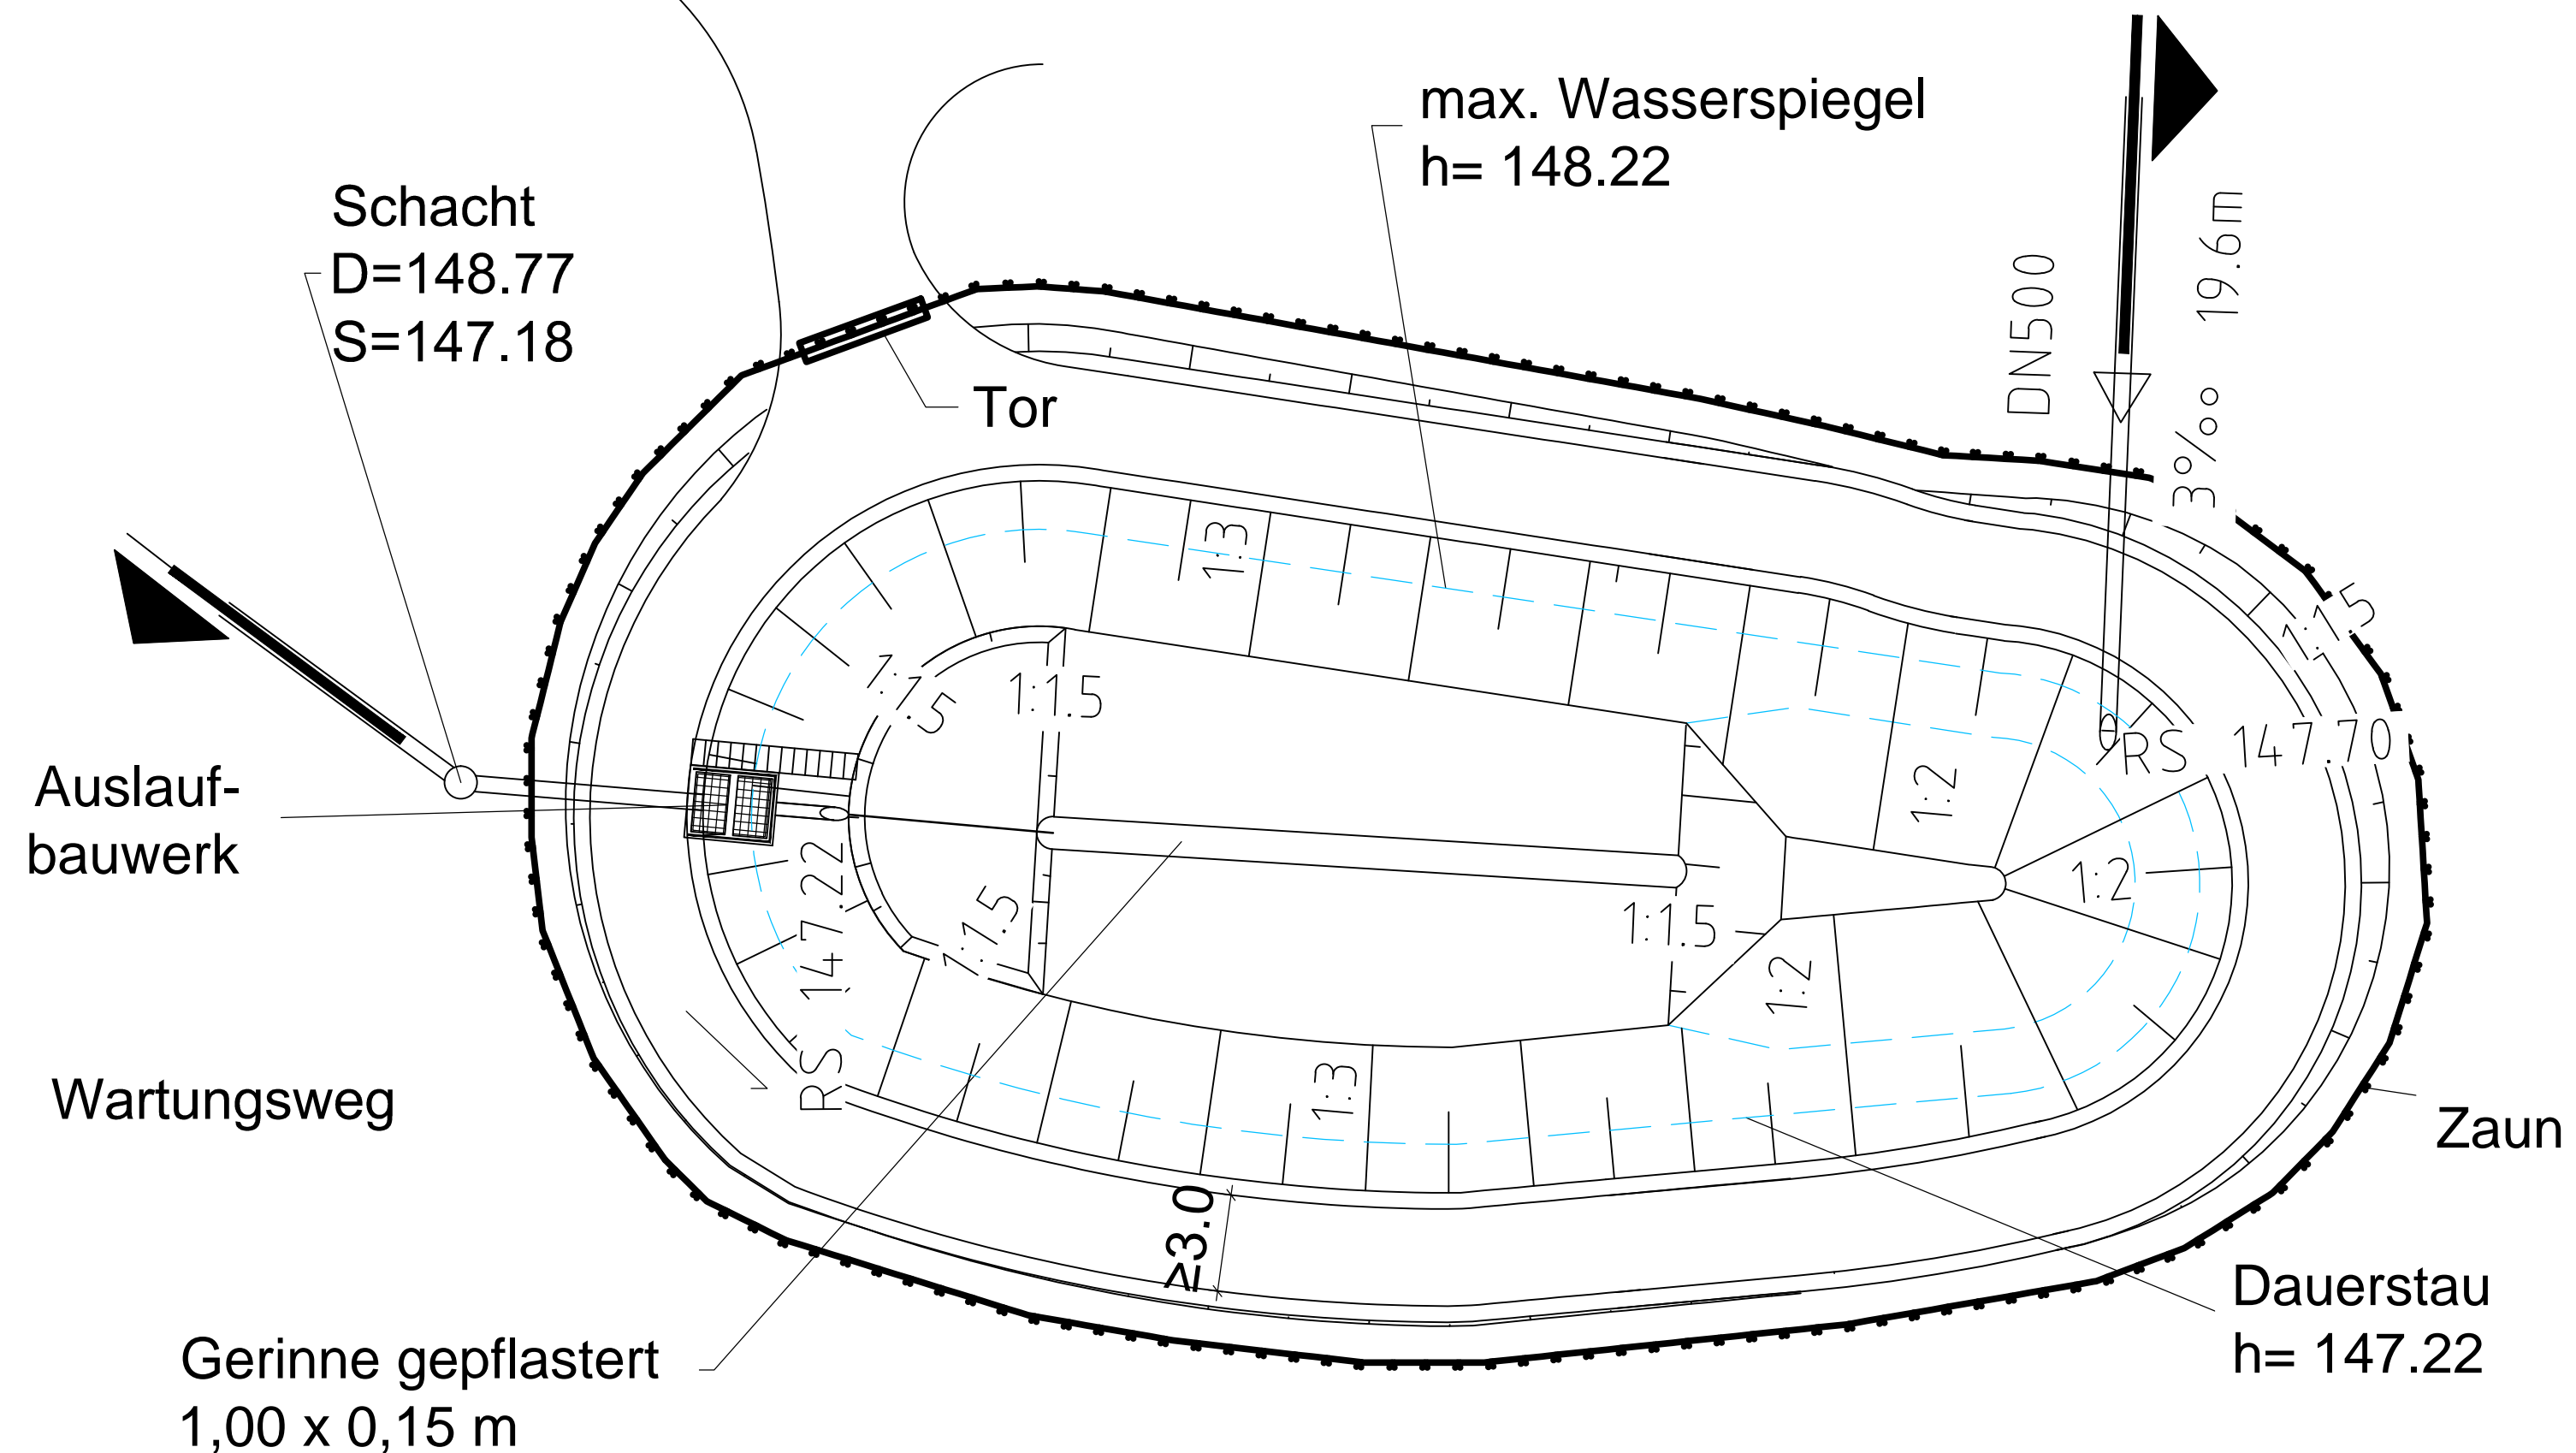 max. Wasserspiegel
h= 148.22
Schacht
D=148.77
S=147.18
Tor
DN500
3‰ 19.6m
1:3
1:1.5
1:1.5
1:1.5
RS 147.70
1:2
1:2
Auslauf-
bauwerk
RS 147.22
1:1.5
1:1.5
1:2
1:3
Wartungsweg
Zaun
≥3.0
Dauerstau
h= 147.22
Gerinne gepflastert
1,00 x 0,15 m